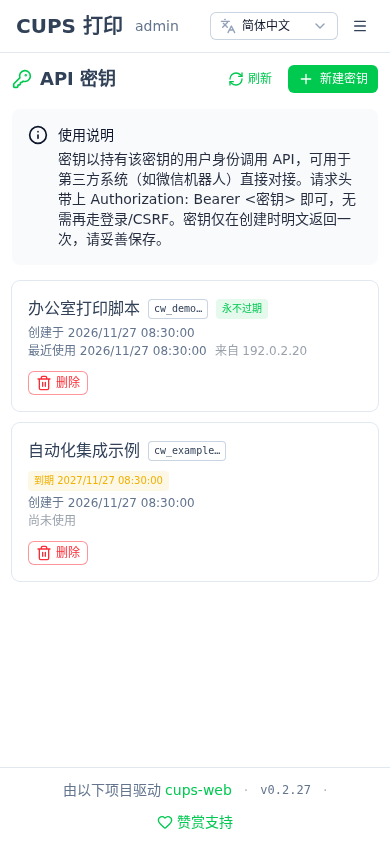 CUPS 打印 admin 简体中文
API 密钥 刷新 新建密钥
使用说明
密钥以持有该密钥的用户身份调用 API，可用于
第三方系统（如微信机器人）直接对接。请求头
带上 Authorization: Bearer <密钥> 即可，无
需再走登录/CSRF。密钥仅在创建时明文返回一
次，请妥善保存。
办公室打印脚本 cw_demo… 永不过期
创建于 2026/11/27 08:30:00
最近使用 2026/11/27 08:30:00 来自 192.0.2.20
删除
自动化集成示例 cw_example…
到期 2027/11/27 08:30:00
创建于 2026/11/27 08:30:00
尚未使用
删除
由以下项目驱动 cups-web · v0.2.27 ·
赞赏支持